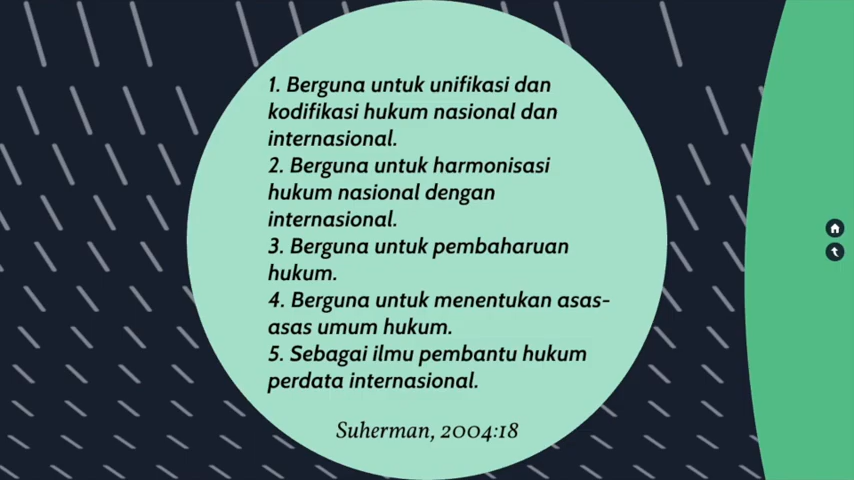 1. Berguna untuk unifikasi dan
kodifikasi hukum nasional dan
internasional.
2. Berguna untuk harmonisasi
hukum nasional dengan
internasional.
3. Berguna untuk pembaharuan
hukum.
4. Berguna untuk menentukan asas-
asas umum hukum.
5. Sebagai ilmu pembantu hukum
perdata internasional.
Suherman, 2004:18